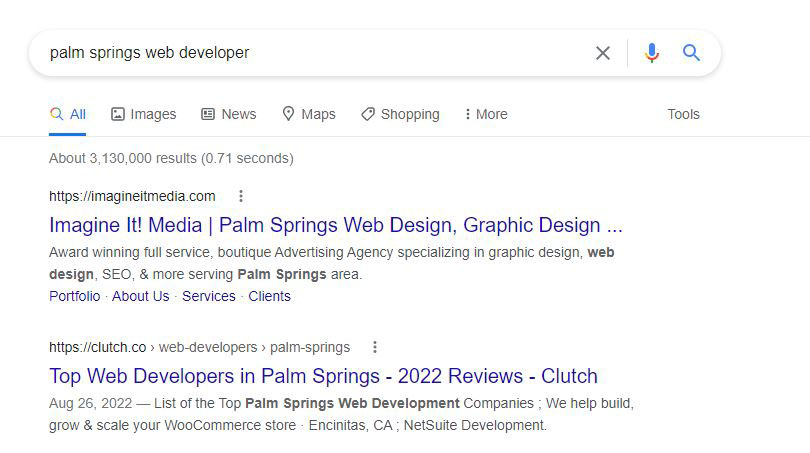 palm springs web developer
All Images News Maps Shopping More Tools
About 3,130,000 results (0.71 seconds)
https://imagineitmedia.com
Imagine It! Media | Palm Springs Web Design, Graphic Design ...
Award winning full service, boutique Advertising Agency specializing in graphic design, web
design, SEO, & more serving Palm Springs area.
Portfolio · About Us · Services · Clients
https://clutch.co › web-developers › palm-springs
Top Web Developers in Palm Springs - 2022 Reviews - Clutch
Aug 26, 2022 — List of the Top Palm Springs Web Development Companies ; We help build,
grow & scale your WooCommerce store · Encinitas, CA ; NetSuite Development.